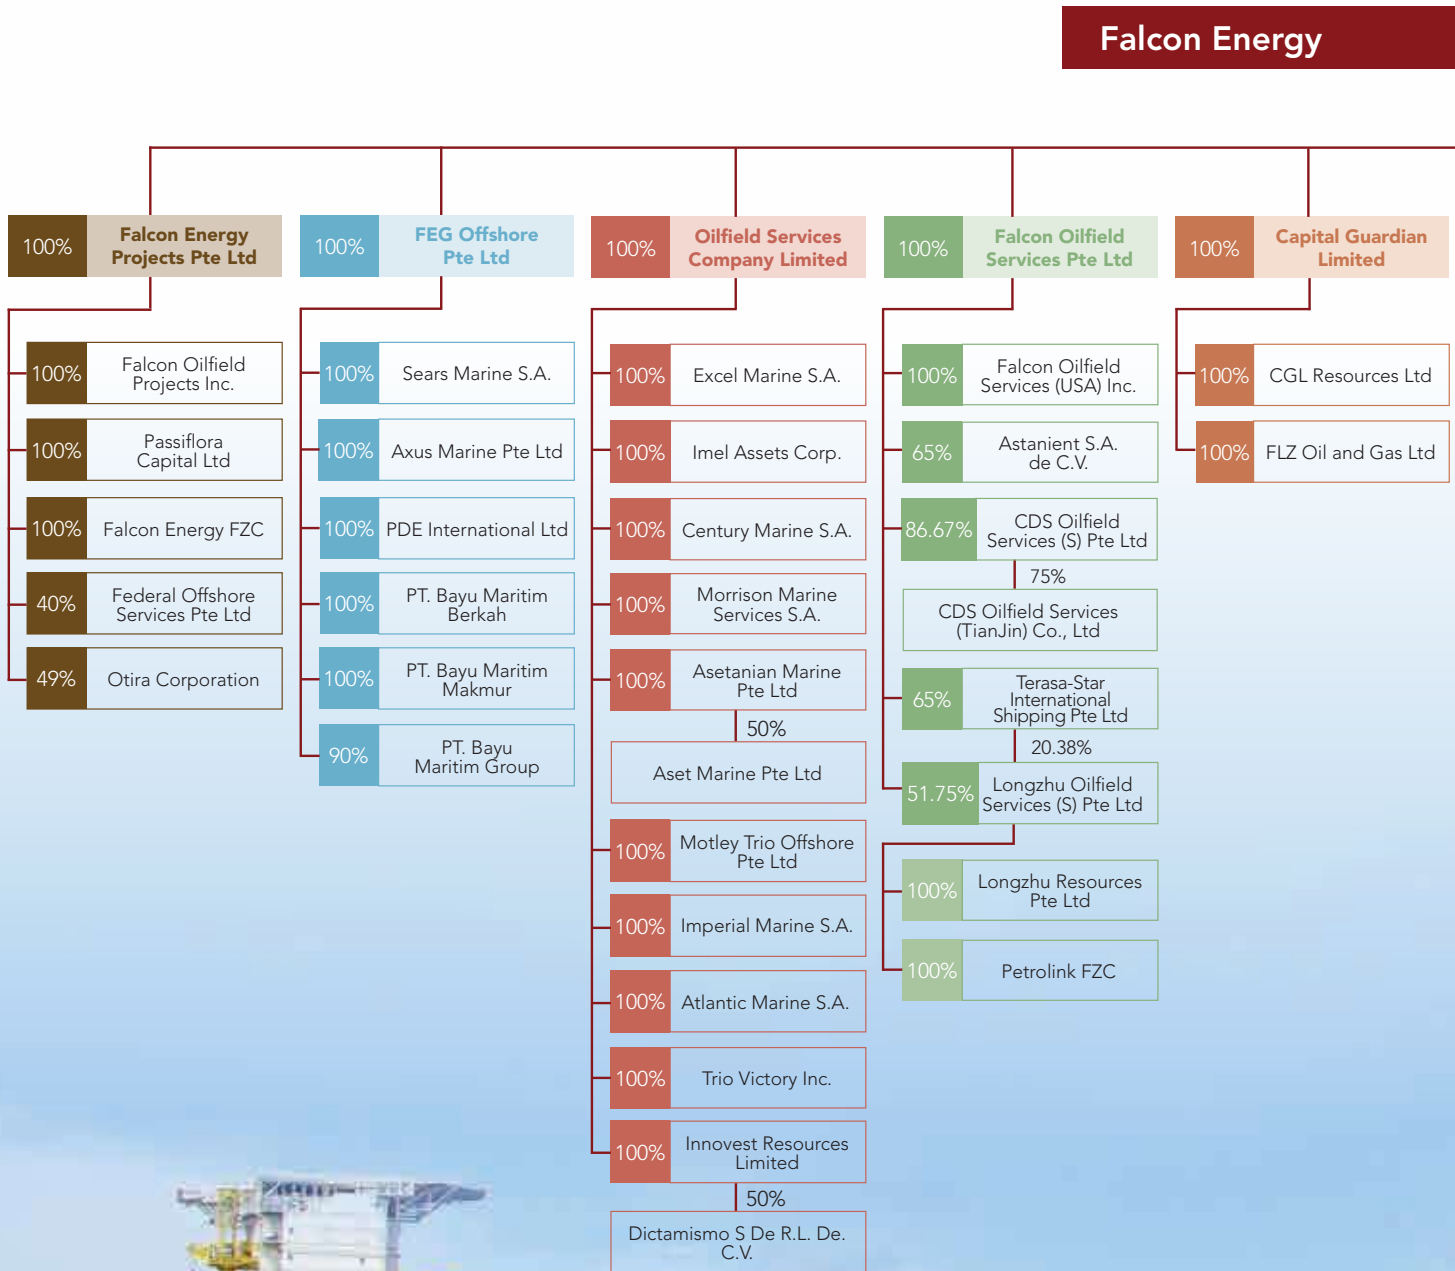 Falcon Energy
100%
Falcon Energy
Projects Pte Ltd
100%
Falcon Oilfield
Projects Inc.
100%
Passiflora
Capital Ltd
100%
Falcon Energy FZC
40%
Federal Offshore
Services Pte Ltd
49%
Otira Corporation
100%
FEG Offshore
Pte Ltd
100%
Sears Marine S.A.
100%
Axus Marine Pte Ltd
100%
PDE International Ltd
100%
PT. Bayu Maritim
Berkah
100%
PT. Bayu Maritim
Makmur
90%
PT. Bayu
Maritim Group
100%
Oilfield Services
Company Limited
100%
Excel Marine S.A.
100%
Imel Assets Corp.
100%
Century Marine S.A.
100%
Morrison Marine
Services S.A.
100%
Asetanian Marine
Pte Ltd
50%
Aset Marine Pte Ltd
100%
Motley Trio Offshore
Pte Ltd
100%
Imperial Marine S.A.
100%
Atlantic Marine S.A.
100%
Trio Victory Inc.
100%
Innovest Resources
Limited
50%
Dictamismo S De R.L. De.
C.V.
100%
Falcon Oilfield
Services Pte Ltd
100%
Falcon Oilfield
Services (USA) Inc.
65%
Astanient S.A.
de C.V.
86.67%
CDS Oilfield
Services (S) Pte Ltd
75%
CDS Oilfield Services
(TianJin) Co., Ltd
65%
Terasa-Star
International
Shipping Pte Ltd
20.38%
51.75%
Longzhu Oilfield
Services (S) Pte Ltd
100%
Longzhu Resources
Pte Ltd
100%
Petrolink FZC
100%
Capital Guardian
Limited
100%
CGL Resources Ltd
100%
FLZ Oil and Gas Ltd